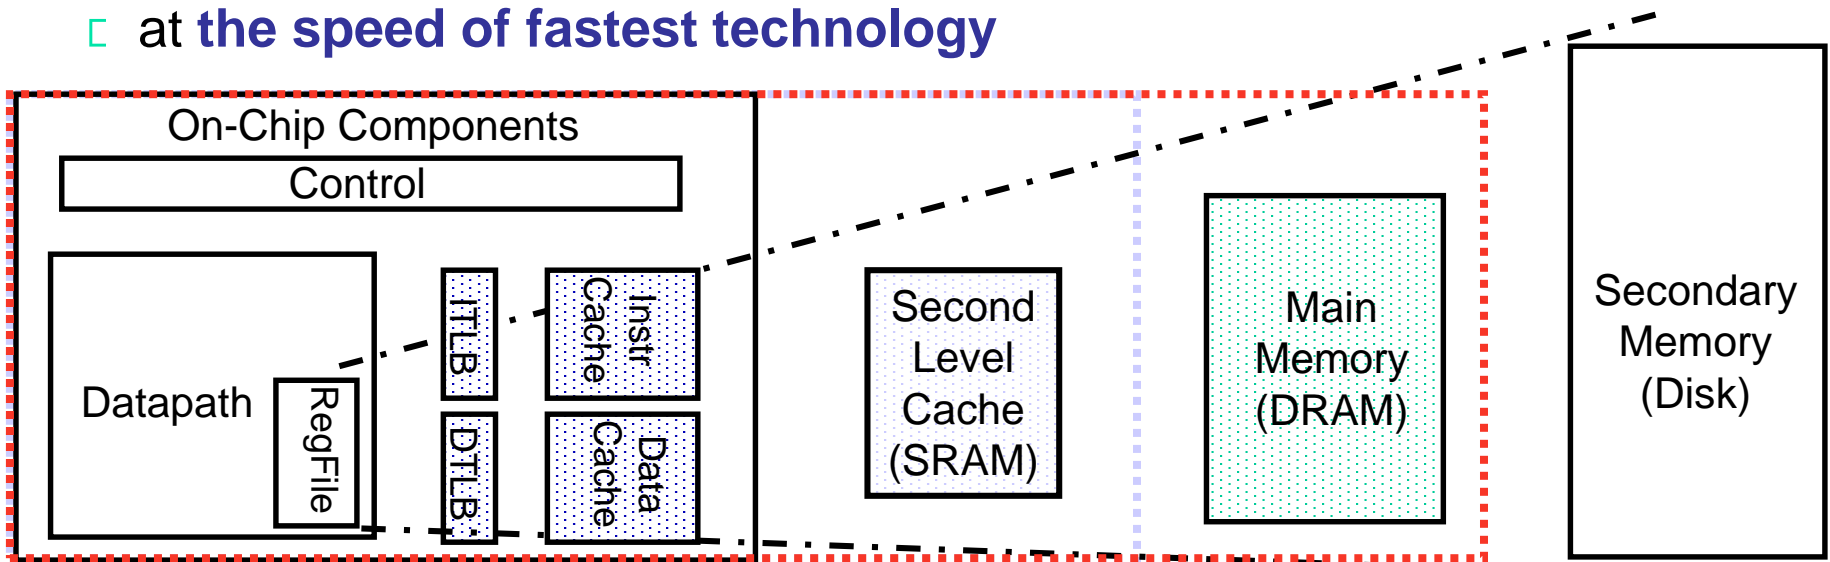 at the speed of fastest technology
On-Chip Components
Control
Datapath
RegFile
ITLB
DTLB
Instr
Cache
Data
Cache
Second
Level
Cache
(SRAM)
Main
Memory
(DRAM)
Secondary
Memory
(Disk)